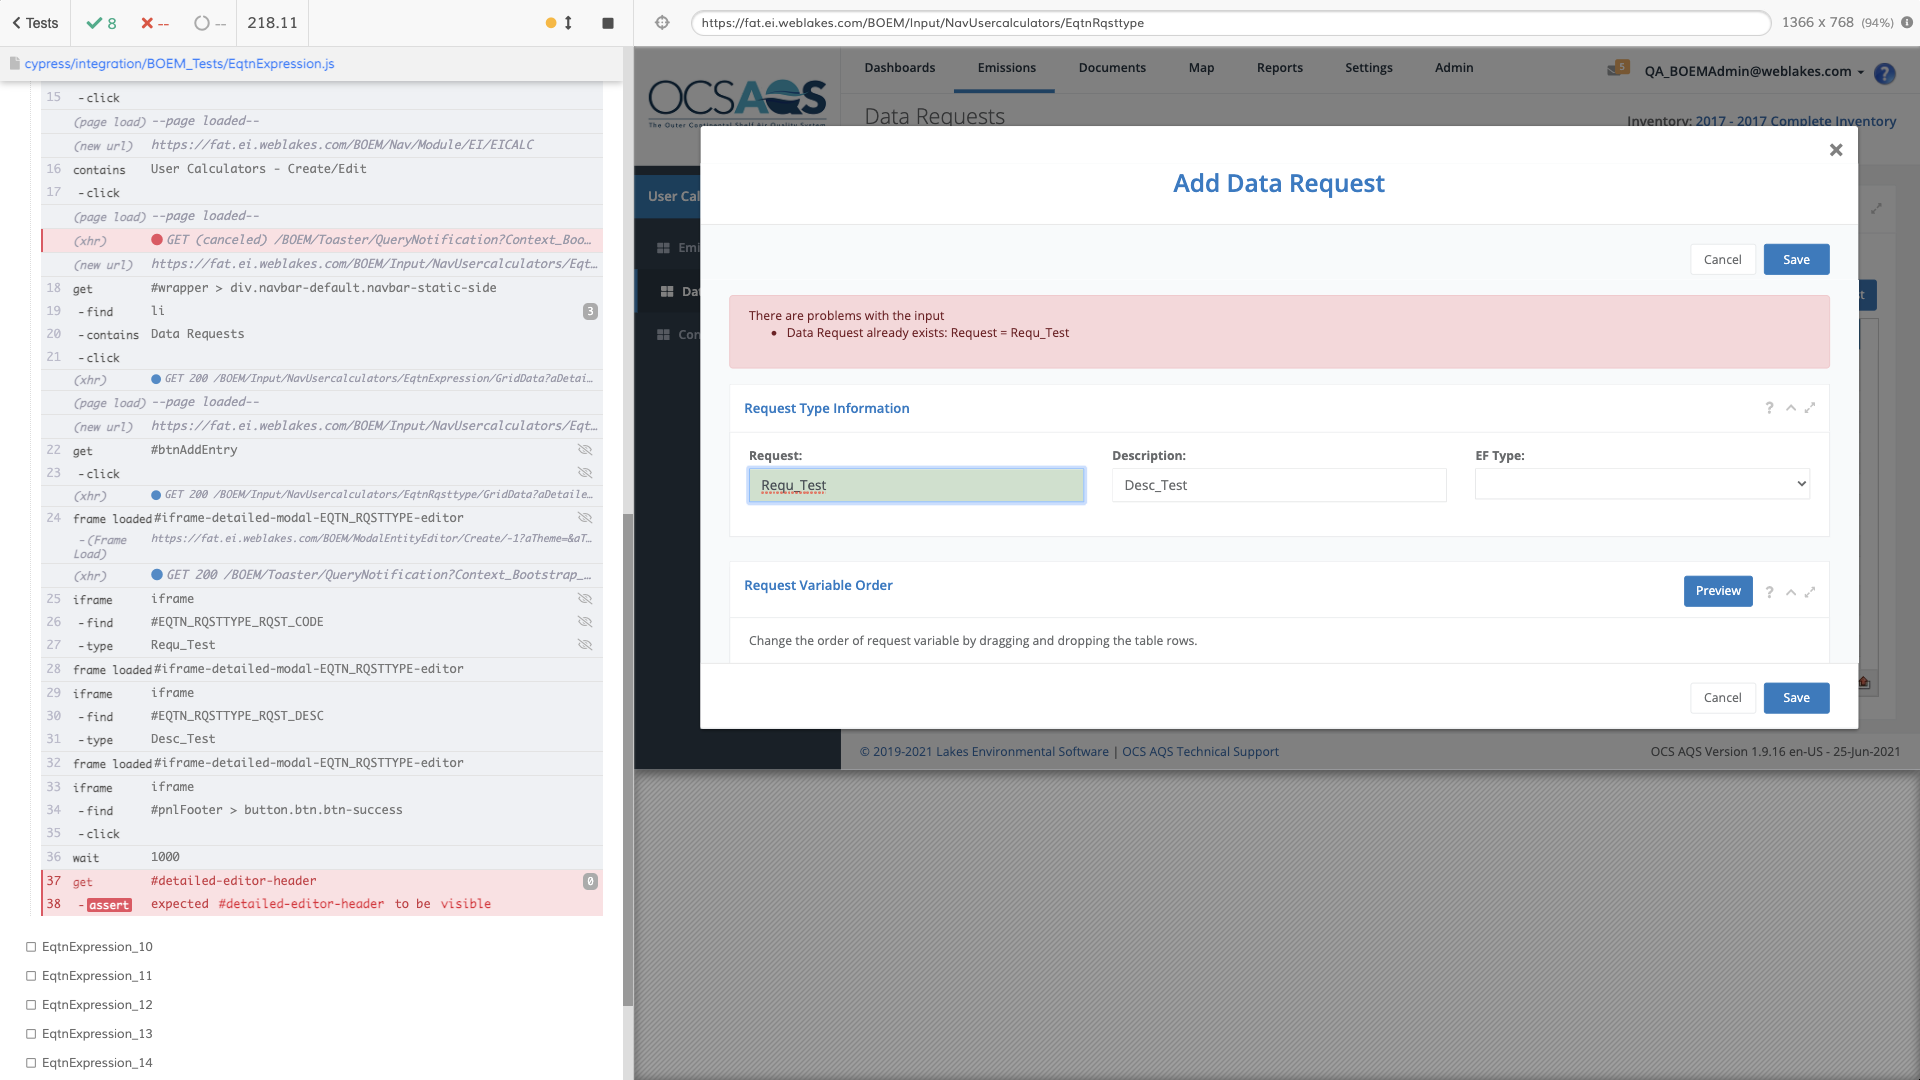 Tests
8
--
--
218.11
https://fat.ei.weblakes.com/BOEM/Input/NavUsercalculators/EqtnRqsttype
1366 x 768 (94%)
cypress/integration/BOEM_Tests/EqtnExpression.js
15 - click
(page load) --page loaded--
(new url) https://fat.ei.weblakes.com/BOEM/Nav/Module/EI/EICALC
16 contains User Calculators - Create/Edit
17 - click
(page load) --page loaded--
(xhr) GET (canceled) /BOEM/Toaster/QueryNotification?Context_Boo...
(new url) https://fat.ei.weblakes.com/BOEM/Input/NavUsercalculators/Eqt...
18 get #wrapper > div.navbar-default.navbar-static-side
19 - find li 3
20 - contains Data Requests
21 - click
(xhr) GET 200 /BOEM/Input/NavUsercalculators/EqtnExpression/GridData?aDetai...
(page load) --page loaded--
(new url) https://fat.ei.weblakes.com/BOEM/Input/NavUsercalculators/Eqt...
22 get #btnAddEntry
23 - click
(xhr) GET 200 /BOEM/Input/NavUsercalculators/EqtnRqsttype/GridData?aDetaile...
24 frame loaded #iframe-detailed-modal-EQTN_RQSTTYPE-editor
- (Frame Load) https://fat.ei.weblakes.com/BOEM/ModalEntityEditor/Create/-1?aTheme=&aT...
(xhr) GET 200 /BOEM/Toaster/QueryNotification?Context_Bootstrap_...
25 iframe iframe
26 - find #EQTN_RQSTTYPE_RQST_CODE
27 - type Requ_Test
28 frame loaded #iframe-detailed-modal-EQTN_RQSTTYPE-editor
29 iframe iframe
30 - find #EQTN_RQSTTYPE_RQST_DESC
31 - type Desc_Test
32 frame loaded #iframe-detailed-modal-EQTN_RQSTTYPE-editor
33 iframe iframe
34 - find #pnlFooter > button.btn.btn-success
35 - click
36 wait 1000
37 get #detailed-editor-header 0
38 - assert expected #detailed-editor-header to be visible
EqtnExpression_10
EqtnExpression_11
EqtnExpression_12
EqtnExpression_13
EqtnExpression_14
OCSAQS
The Outer Continental Shelf Air Quality System
Dashboards Emissions Documents Map Reports Settings Admin
5 QA_BOEMAdmin@weblakes.com ?
Data Requests
Inventory: 2017 - 2017 Complete Inventory
User Cal
Emi
Dat
Con
Add Data Request
Cancel Save
There are problems with the input
• Data Request already exists: Request = Requ_Test
Request Type Information ?
Request: Description: EF Type:
Requ_Test Desc_Test
Request Variable Order Preview ?
Change the order of request variable by dragging and dropping the table rows.
Cancel Save
© 2019-2021 Lakes Environmental Software | OCS AQS Technical Support
OCS AQS Version 1.9.16 en-US - 25-Jun-2021